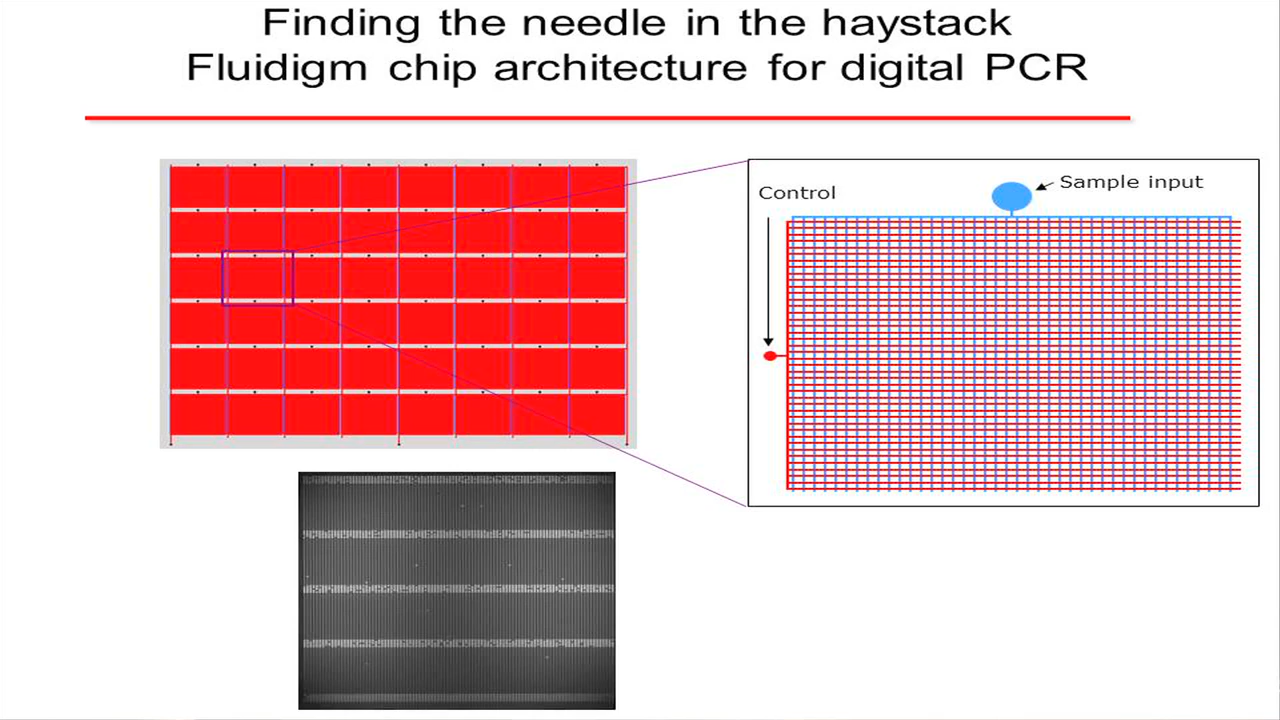 Finding the needle in the haystack
Fluidigm chip architecture for digital PCR
Control
Sample input